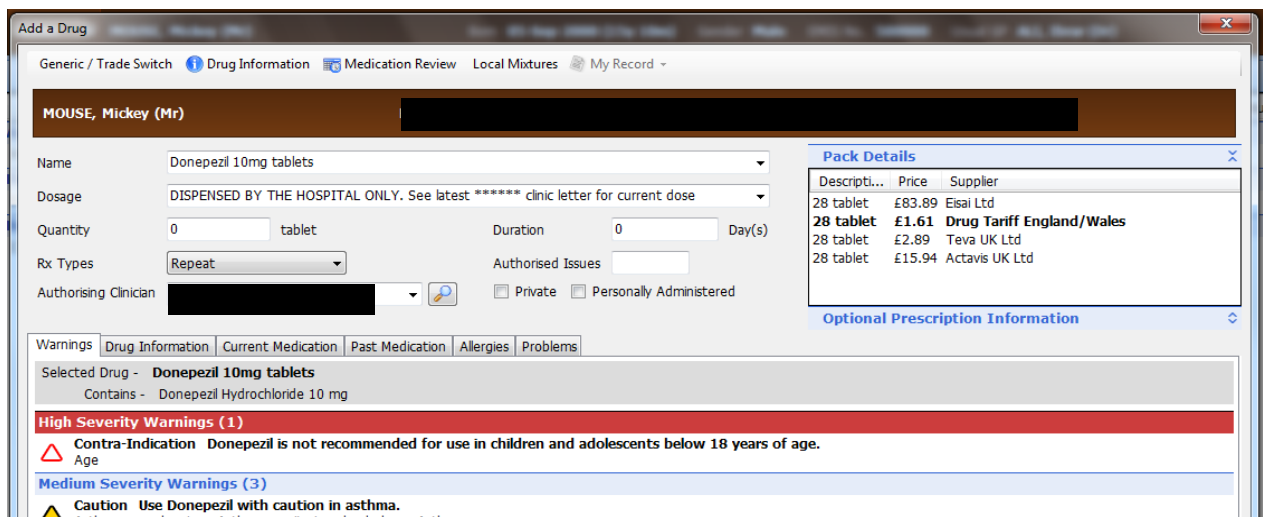 Add a Drug
Generic / Trade Switch Drug Information Medication Review Local Mixtures My Record
MOUSE, Mickey (Mr)
Name Donepezil 10mg tablets
Dosage DISPENSED BY THE HOSPITAL ONLY. See latest ****** clinic letter for current dose
Quantity 0 tablet Duration 0 Day(s)
Rx Types Repeat Authorised Issues
Authorising Clinician Private Personally Administered
Pack Details
Descripti... Price Supplier
28 tablet £83.89 Eisai Ltd
28 tablet £1.61 Drug Tariff England/Wales
28 tablet £2.89 Teva UK Ltd
28 tablet £15.94 Actavis UK Ltd
Optional Prescription Information
Warnings Drug Information Current Medication Past Medication Allergies Problems
Selected Drug - Donepezil 10mg tablets
Contains - Donepezil Hydrochloride 10 mg
High Severity Warnings (1)
Contra-Indication Donepezil is not recommended for use in children and adolescents below 18 years of age.
Age
Medium Severity Warnings (3)
Caution Use Donepezil with caution in asthma.